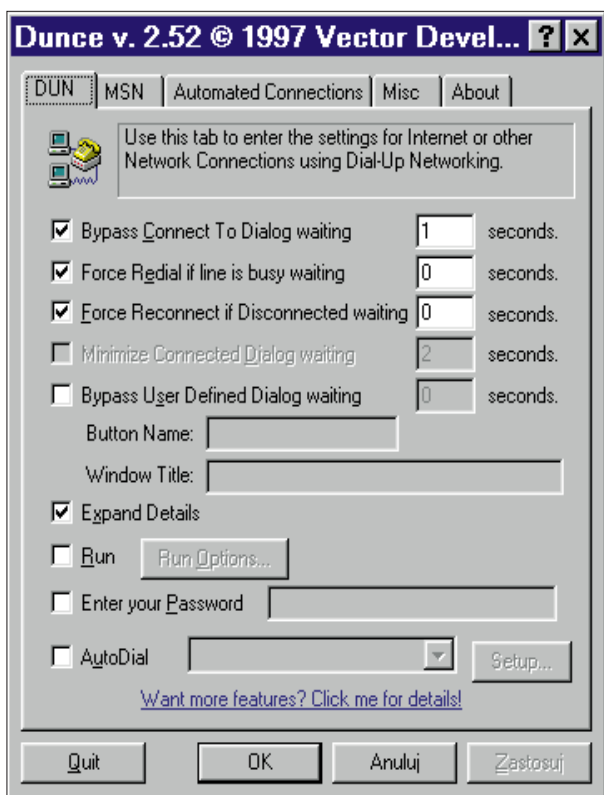 Dunce v. 2.52 © 1997 Vector Devel...
DUN MSN Automated Connections Misc About
Use this tab to enter the settings for Internet or other
Network Connections using Dial-Up Networking.
Bypass Connect To Dialog waiting 1 seconds.
Force Redial if line is busy waiting 0 seconds.
Force Reconnect if Disconnected waiting 0 seconds.
Minimize Connected Dialog waiting 2 seconds.
Bypass User Defined Dialog waiting 0 seconds.
Button Name:
Window Title:
Expand Details
Run Run Options...
Enter your Password
AutoDial Setup...
Want more features? Click me for details!
Quit OK Anuluj Zastosuj